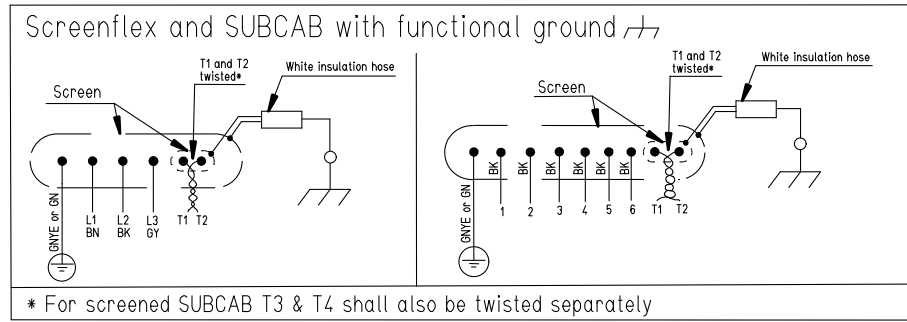 Screenflex and SUBCAB with functional ground
T1 and T2
twisted*
White insulation hose
Screen
GNYE or GN
L1
BN
L2
BK
L3
GY
T1 T2
T1 and T2
twisted*
White insulation hose
Screen
GNYE or GN
BK
BK
BK
BK
BK
BK
1 2 3 4 5 6 T1 T2
* For screened SUBCAB T3 & T4 shall also be twisted separately